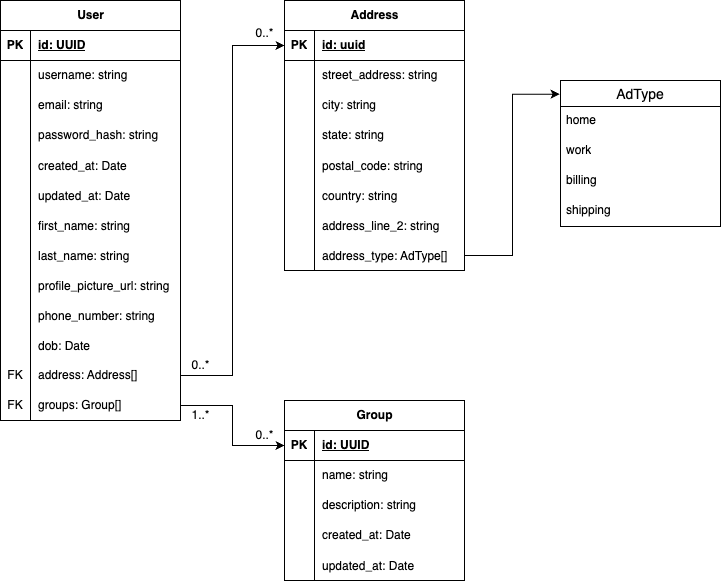 User
PK id: UUID
username: string
email: string
password_hash: string
created_at: Date
updated_at: Date
first_name: string
last_name: string
profile_picture_url: string
phone_number: string
dob: Date
FK address: Address[]
FK groups: Group[]
0..*
1..*
0..*
Address
PK id: uuid
street_address: string
city: string
state: string
postal_code: string
country: string
address_line_2: string
address_type: AdType[]
AdType
home
work
billing
shipping
0..*
Group
PK id: UUID
name: string
description: string
created_at: Date
updated_at: Date